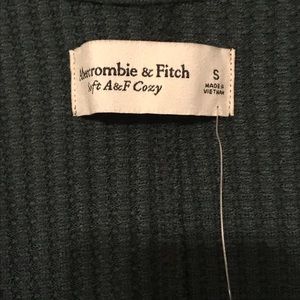 Abercrombie & Fitch
Soft A&F Cozy
S
MADE IN
VIETNAM